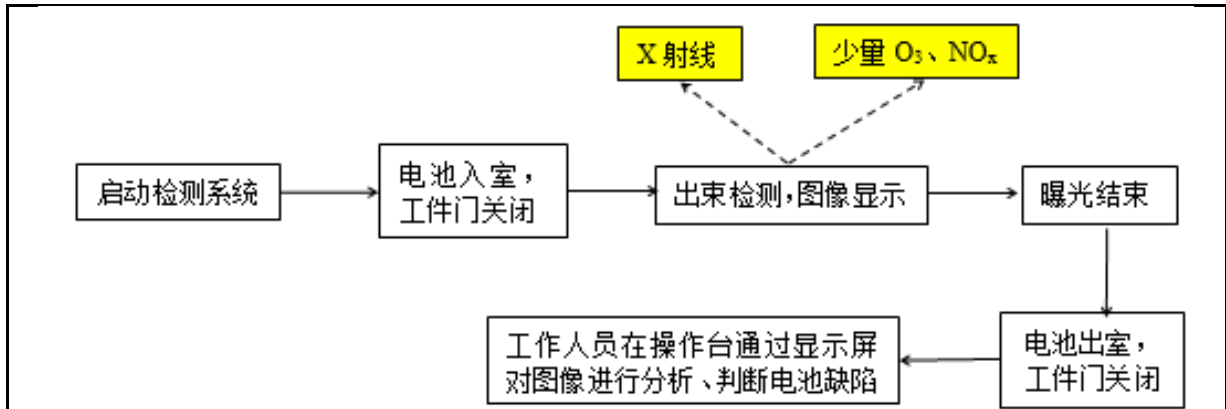 X 射线
少量 O₃、NOₓ
启动检测系统
电池入室，
工件门关闭
出束检测，图像显示
曝光结束
电池出室，
工件门关闭
工作人员在操作台通过显示屏
对图像进行分析、判断电池缺陷